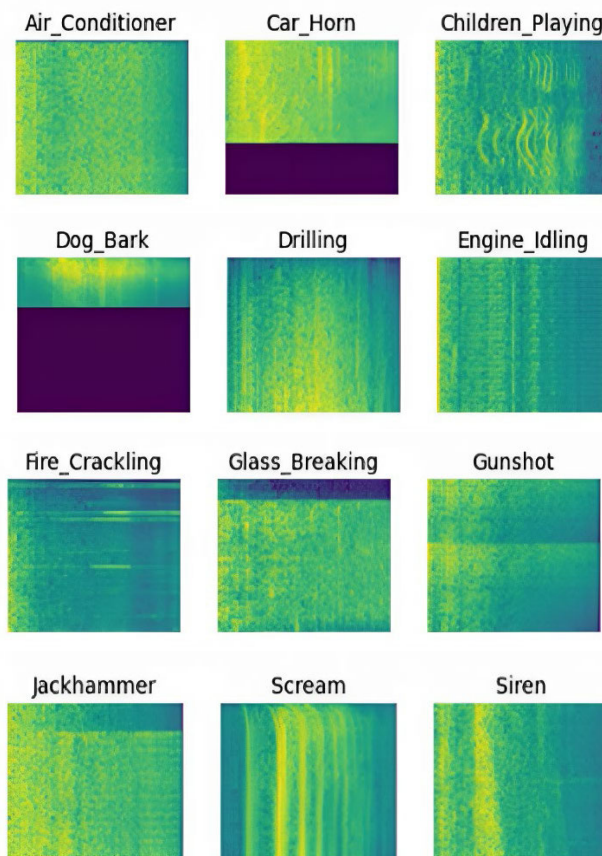 Air_Conditioner
Car_Horn
Children_Playing
Dog_Bark
Drilling
Engine_Idling
Fire_Crackling
Glass_Breaking
Gunshot
Jackhammer
Scream
Siren